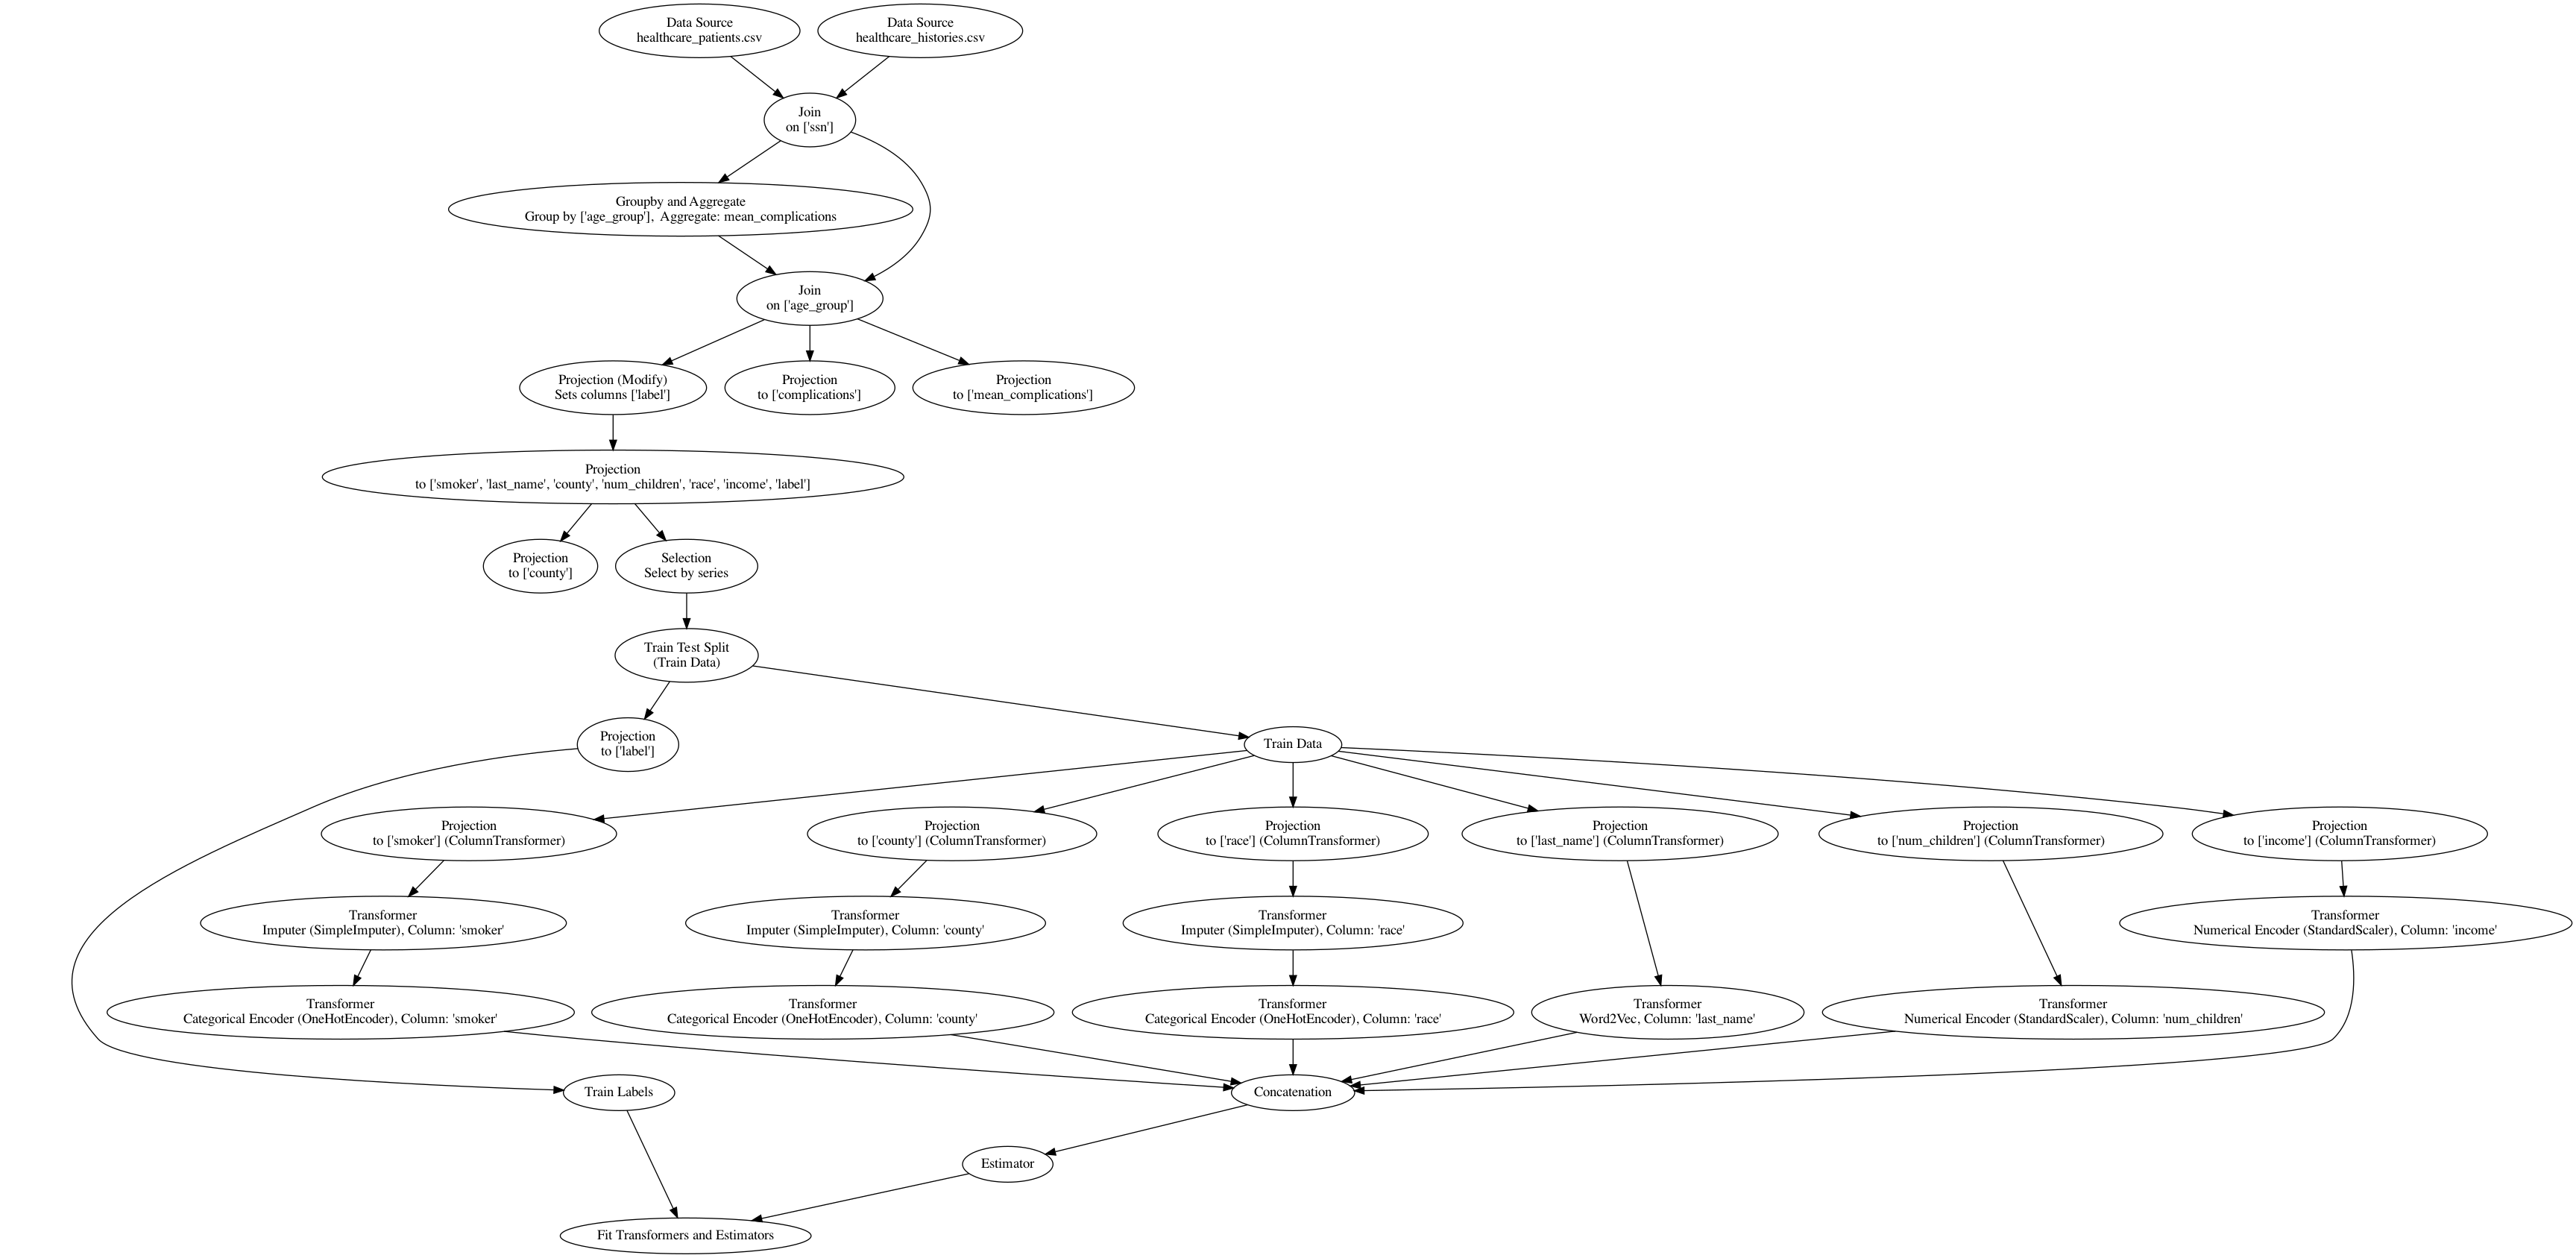 Data Source
healthcare_patients.csv
Data Source
healthcare_histories.csv
Join
on ['ssn']
Groupby and Aggregate
Group by ['age_group'],  Aggregate: mean_complications
Join
on ['age_group']
Projection (Modify)
Sets columns ['label']
Projection
to ['complications']
Projection
to ['mean_complications']
Projection
to ['smoker', 'last_name', 'county', 'num_children', 'race', 'income', 'label']
Projection
to ['county']
Selection
Select by series
Train Test Split
(Train Data)
Projection
to ['label']
Train Data
Projection
to ['smoker'] (ColumnTransformer)
Projection
to ['county'] (ColumnTransformer)
Projection
to ['race'] (ColumnTransformer)
Projection
to ['last_name'] (ColumnTransformer)
Projection
to ['num_children'] (ColumnTransformer)
Projection
to ['income'] (ColumnTransformer)
Transformer
Imputer (SimpleImputer), Column: 'smoker'
Transformer
Imputer (SimpleImputer), Column: 'county'
Transformer
Imputer (SimpleImputer), Column: 'race'
Transformer
Numerical Encoder (StandardScaler), Column: 'income'
Transformer
Categorical Encoder (OneHotEncoder), Column: 'smoker'
Transformer
Categorical Encoder (OneHotEncoder), Column: 'county'
Transformer
Categorical Encoder (OneHotEncoder), Column: 'race'
Transformer
Word2Vec, Column: 'last_name'
Transformer
Numerical Encoder (StandardScaler), Column: 'num_children'
Train Labels
Concatenation
Estimator
Fit Transformers and Estimators